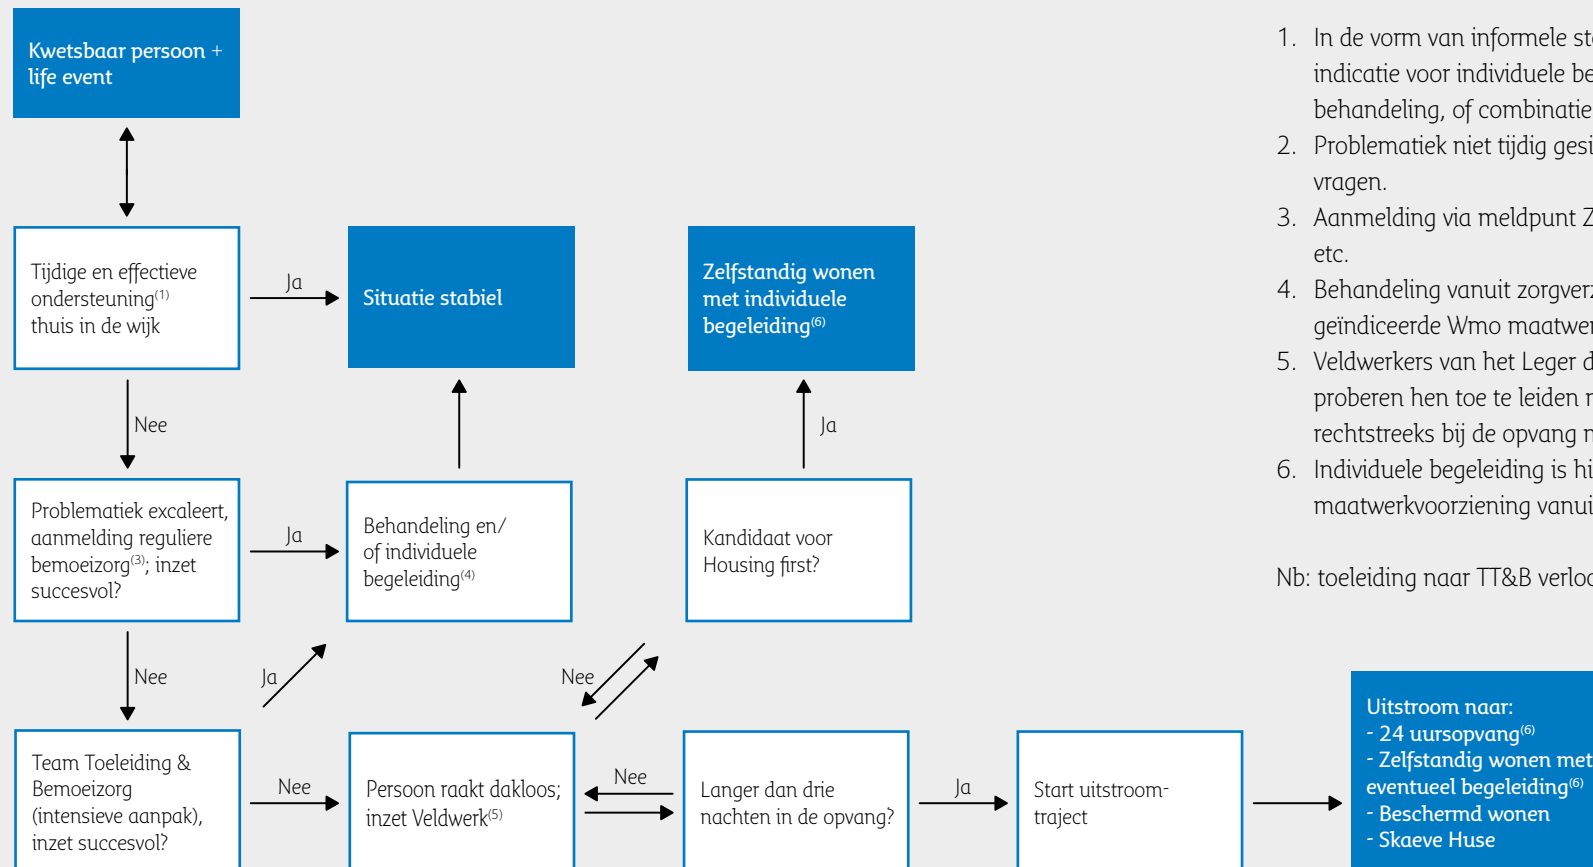 Kwetsbaar persoon +
life event
Tijdige en effectieve
ondersteuning(1)
thuis in de wijk
Ja
Situatie stabiel
Zelfstandig wonen
met individuele
begeleiding(6)
Nee
Ja
Problematiek excaleert,
aanmelding reguliere
bemoeizorg(3); inzet
succesvol?
Ja
Behandeling en/
of individuele
begeleiding(4)
Kandidaat voor
Housing first?
Nee
Ja
Nee
Team Toeleiding &
Bemoeizorg
(intensieve aanpak),
inzet succesvol?
Nee
Persoon raakt dakloos;
inzet Veldwerk(5)
Nee
Langer dan drie
nachten in de opvang?
Ja
Start uitstroom-
traject
Uitstroom naar:
- 24 uursopvang(6)
- Zelfstandig wonen met
eventueel begeleiding(6)
- Beschermd wonen
- Skaeve Huse
1. In de vorm van informele
indicatie voor individuele
behandeling, of combinatie
2. Problematiek niet tijdig
vragen.
3. Aanmelding via meldpunt
etc.
4. Behandeling vanuit
geïndiceerde Wmo
5. Veldwerkers van het Leger
proberen hen toe te leiden
rechtstreeks bij de opvang
6. Individuele begeleiding is
maatwerkvoorziening
Nb: toeleiding naar TT&B